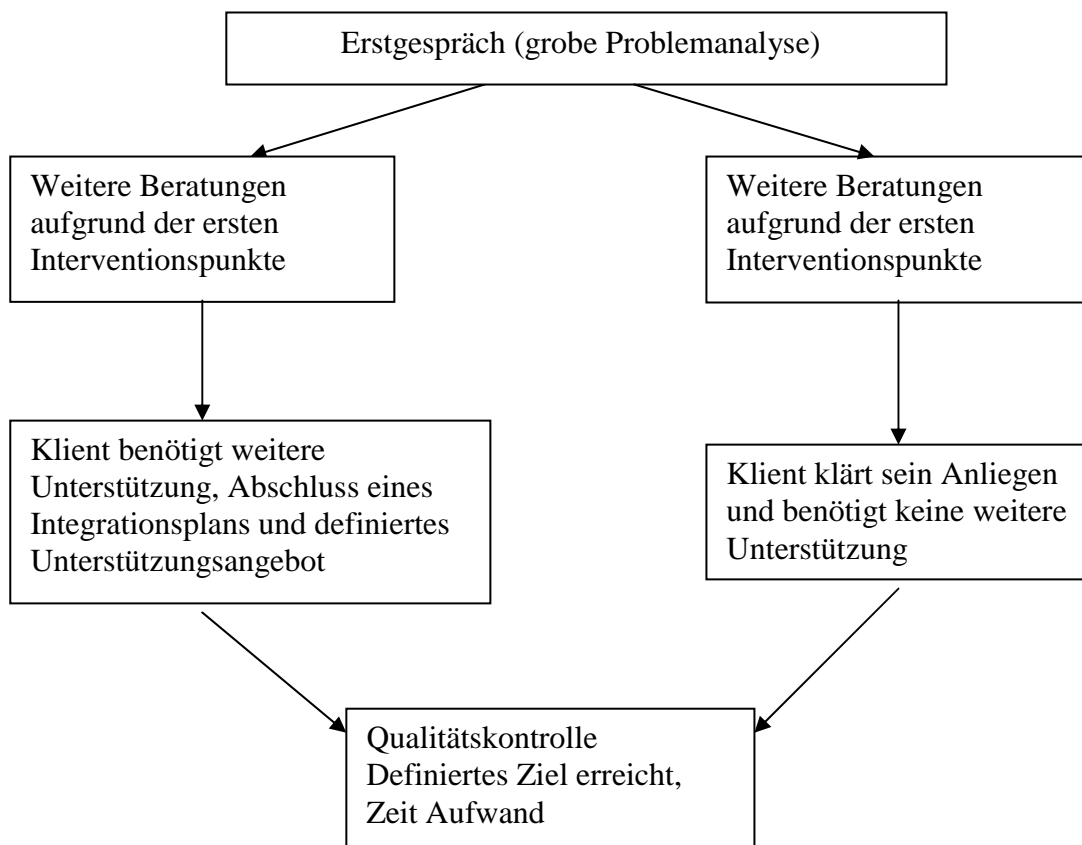 Erstgespräch (grobe Problemanalyse)
Weitere Beratungen
aufgrund der ersten
Interventionspunkte
Weitere Beratungen
aufgrund der ersten
Interventionspunkte
Klient benötigt weitere
Unterstützung, Abschluss eines
Integrationsplans und definiertes
Unterstützungsangebot
Klient klärt sein Anliegen
und benötigt keine weitere
Unterstützung
Qualitätskontrolle
Definiertes Ziel erreicht,
Zeit Aufwand